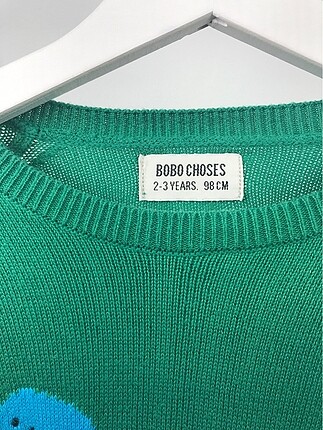 BOBO CHOSES
2-3 YEARS. 98 CM